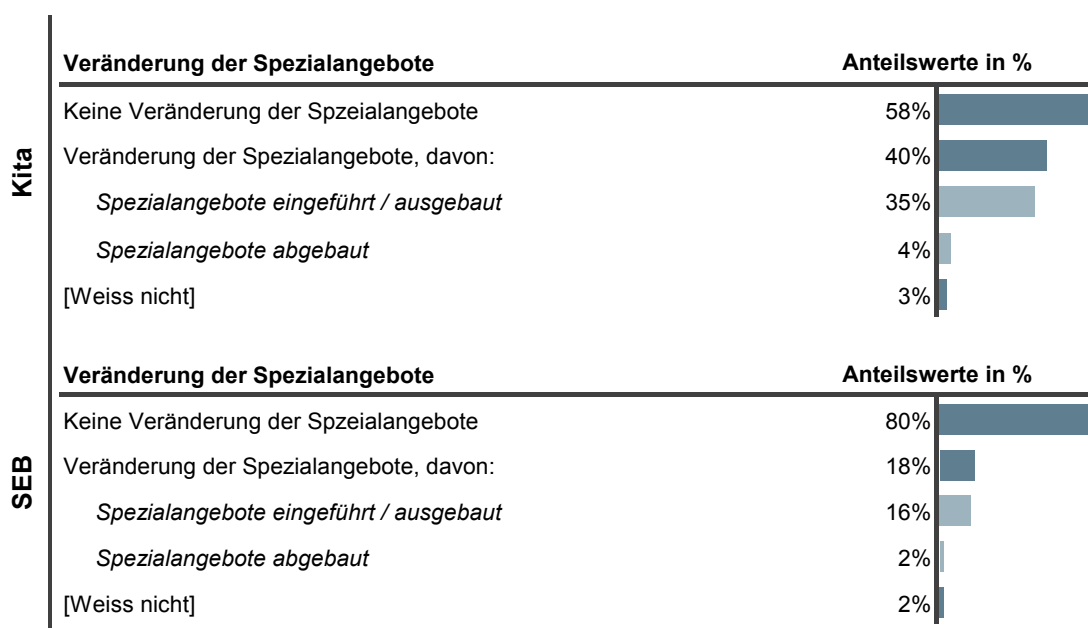 Kita
Veränderung der Spezialangebote Anteilswerte in %
Keine Veränderung der Spzeialangebote 58%
Veränderung der Spezialangebote, davon: 40%
Spezialangebote eingeführt / ausgebaut 35%
Spezialangebote abgebaut 4%
[Weiss nicht] 3%
SEB
Veränderung der Spezialangebote Anteilswerte in %
Keine Veränderung der Spzeialangebote 80%
Veränderung der Spezialangebote, davon: 18%
Spezialangebote eingeführt / ausgebaut 16%
Spezialangebote abgebaut 2%
[Weiss nicht] 2%